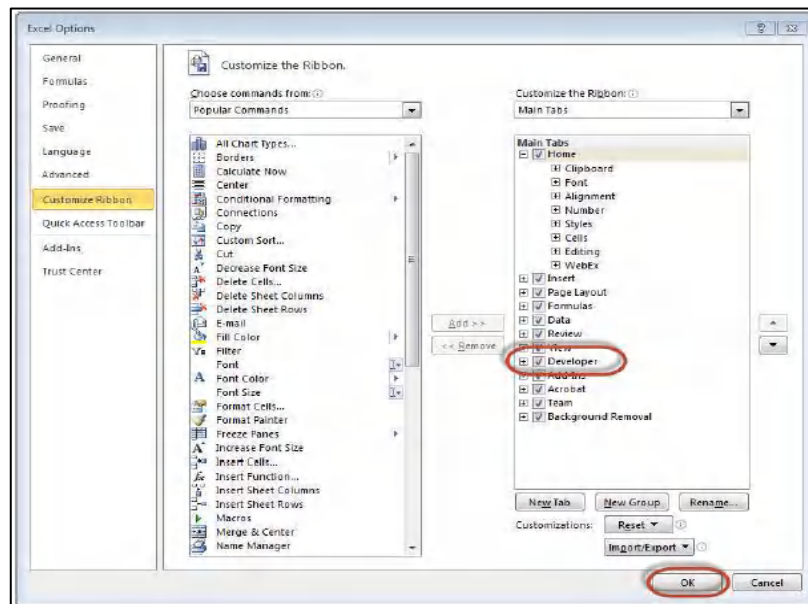 Excel Options
General
Formulas
Proofing
Save
Language
Advanced
Customize Ribbon
Quick Access Toolbar
Add-Ins
Trust Center
Customize the Ribbon.
Choose commands from:
Popular Commands
All Chart Types...
Borders
Calculate Now
Center
Conditional Formatting
Connections
Copy
Custom Sort...
Cut
Decrease Font Size
Delete Cells...
Delete Sheet Columns
Delete Sheet Rows
E-mail
Fill Color
Filter
Font
Font Color
Font Size
Format Cells...
Format Painter
Freeze Panes
Increase Font Size
Insert Cells...
Insert Function...
Insert Sheet Columns
Insert Sheet Rows
Macros
Merge & Center
Name Manager
Add >>
<< Remove
Customize the Ribbon:
Main Tabs
Main Tabs
Home
Clipboard
Font
Alignment
Number
Styles
Cells
Editing
WebEx
Insert
Page Layout
Formulas
Data
Review
View
Developer
Add-Ins
Acrobat
Team
Background Removal
New Tab
New Group
Rename...
Customizations:
Reset
Import/Export
OK
Cancel